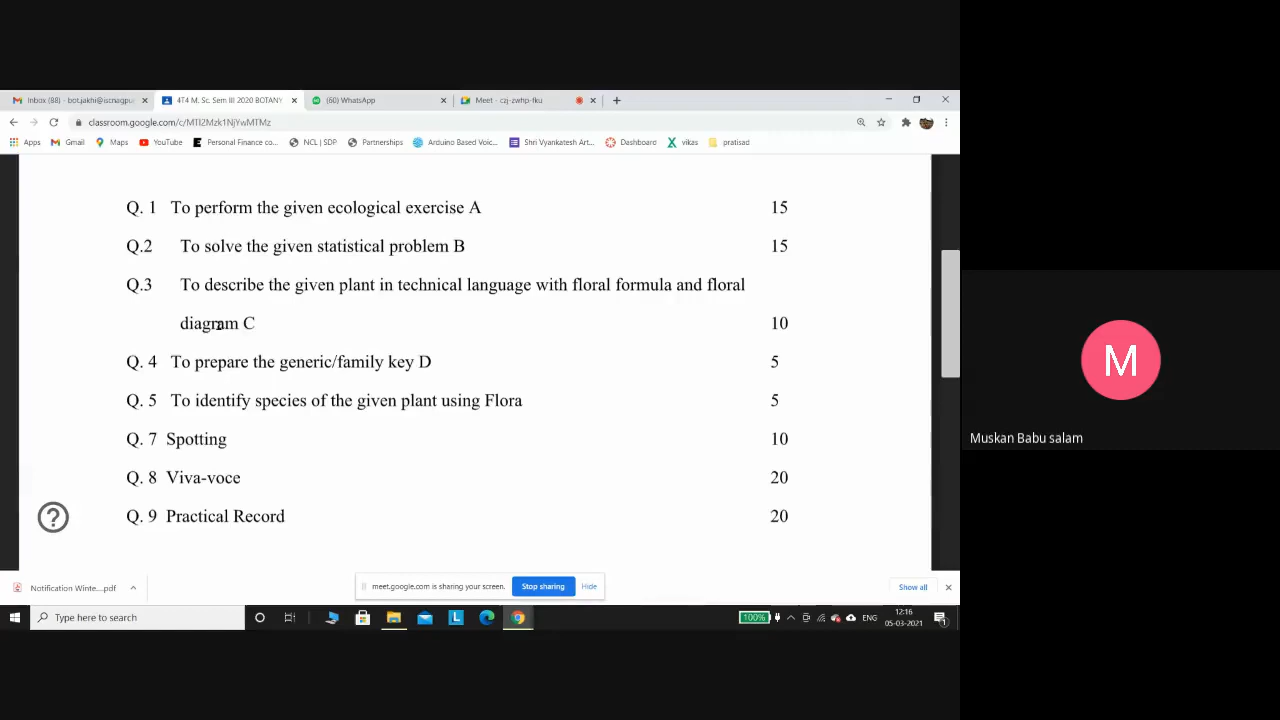 Inbox (88) - bot.jakhi@iscnagpu
4T4 M. Sc. Sem III 2020 BOTANY
(60) WhatsApp
Meet - czj-zwhp-fku
classroom.google.com/c/MTI2Mzk1NjYwMTMz
Apps Gmail Maps YouTube Personal Finance co... NCL | SDP Partnerships Arduino Based Voic... Shri Vyankatesh Art... Dashboard vikas pratisad
Q. 1 To perform the given ecological exercise A 15
Q.2 To solve the given statistical problem B 15
Q.3 To describe the given plant in technical language with floral formula and floral
diagram C 10
Q. 4 To prepare the generic/family key D 5
Q. 5 To identify species of the given plant using Flora 5
Q. 7 Spotting 10
Q. 8 Viva-voce 20
Q. 9 Practical Record 20
M
Muskan Babu salam
Notification Winte....pdf
meet.google.com is sharing your screen. Stop sharing Hide
Show all
Type here to search
100%
ENG
12:16
05-03-2021